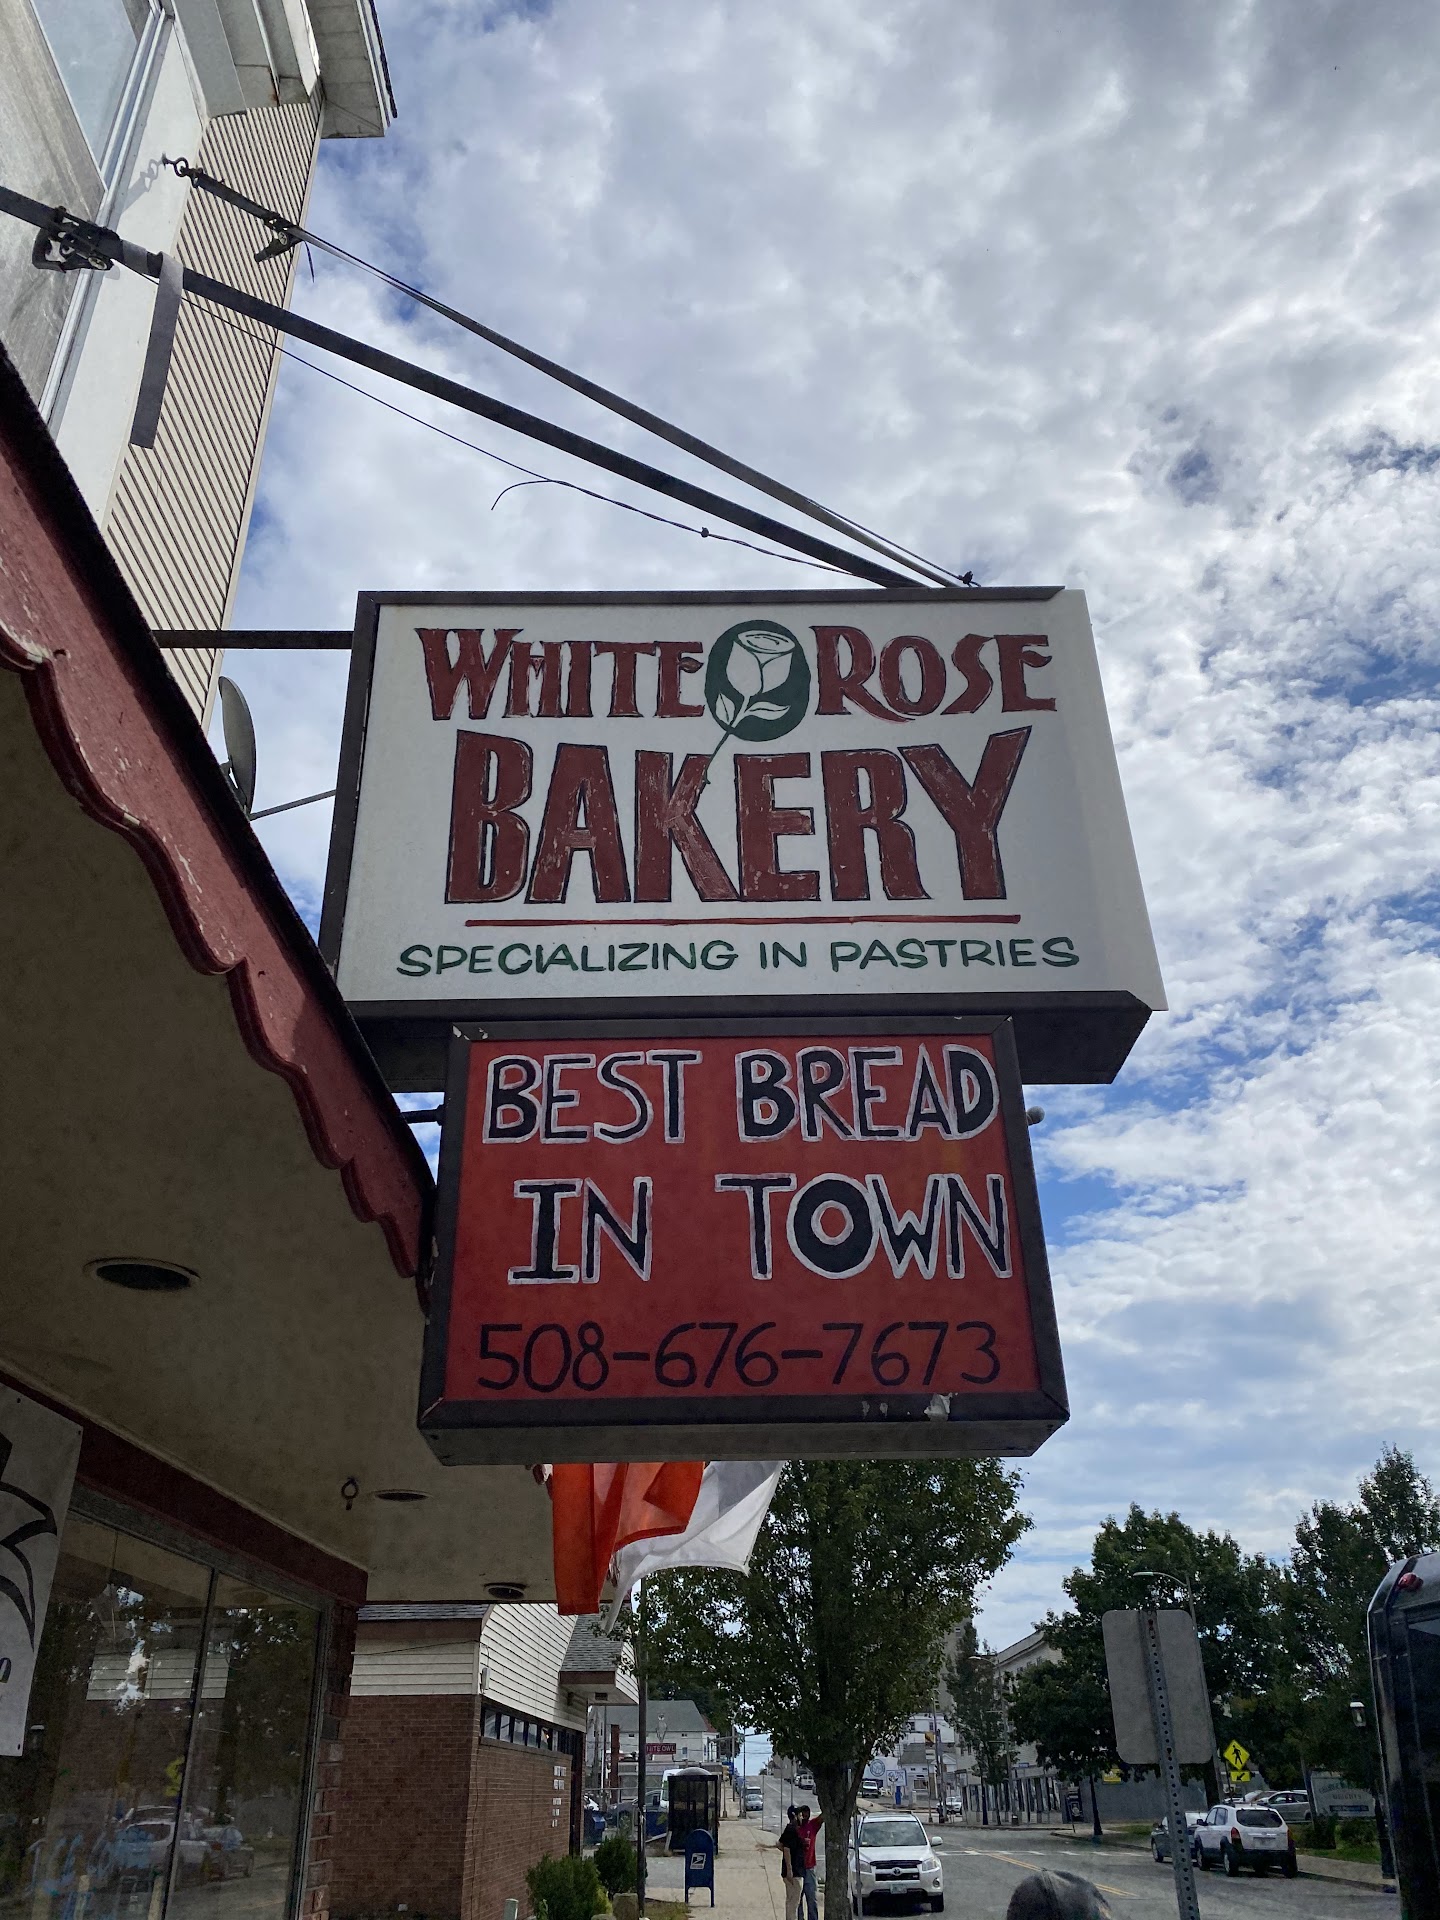 WHITE ROSE
BAKERY
SPECIALIZING IN PASTRIES
BEST BREAD
IN TOWN
508-676-7673